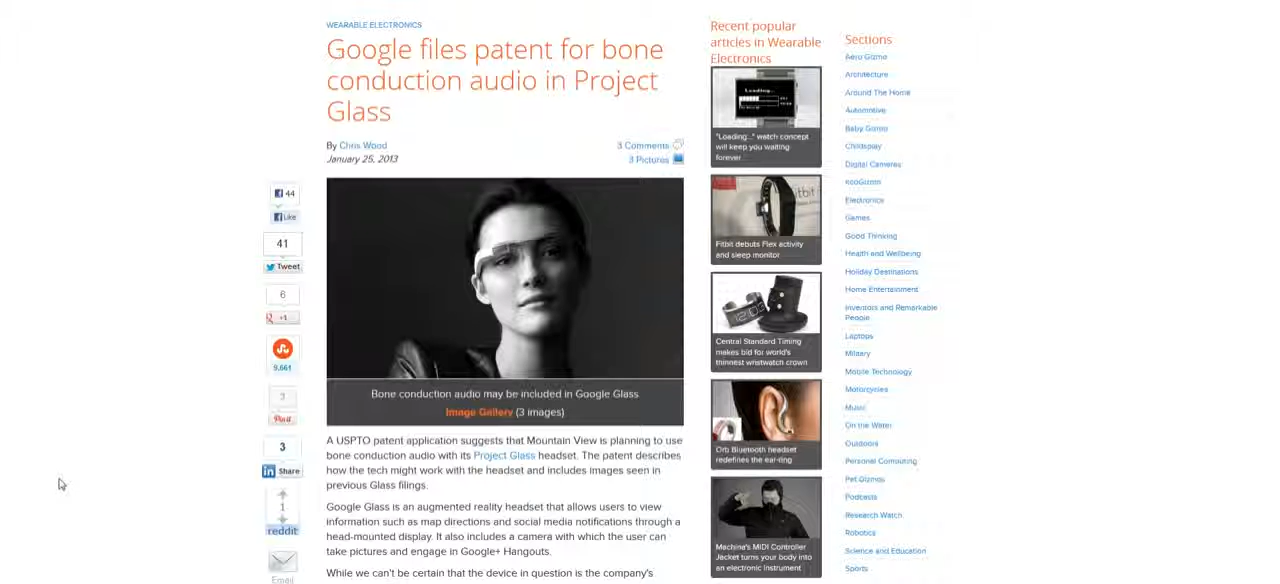 WEARABLE ELECTRONICS
Google files patent for bone
conduction audio in Project
Glass
By Chris Wood
January 25, 2013
3 Comments
3 Pictures
44
Like
41
Tweet
6
+1
9,661
3
Pin it
3
in Share
1
reddit
Email
Bone conduction audio may be included in Google Glass
Image Gallery (3 images)
A USPTO patent application suggests that Mountain View is planning to use
bone conduction audio with its Project Glass headset. The patent describes
how the tech might work with the headset and includes images seen in
previous Glass filings.
Google Glass is an augmented reality headset that allows users to view
information such as map directions and social media notifications through a
head-mounted display. It also includes a camera with which the user can
take pictures and engage in Google+ Hangouts.
While we can't be certain that the device in question is the company's
Recent popular
articles in Wearable
Electronics
Loading...
"Loading..." watch concept
will keep you waiting
forever
itbit
Fitbit debuts Flex activity
and sleep monitor
Central Standard Timing
makes bid for world's
thinnest wristwatch crown
Orb Bluetooth headset
redefines the ear-ring
Machina's MIDI Controller
Jacket turns your body into
an electronic instrument
Sections
Aero Gizmo
Architecture
Around The Home
Automotive
Baby Gizmo
Childsplay
Digital Cameras
ecoGizmo
Electronics
Games
Good Thinking
Health and Wellbeing
Holiday Destinations
Home Entertainment
Inventors and Remarkable
People
Laptops
Military
Mobile Technology
Motorcycles
Music
On the Water
Outdoors
Personal Computing
Pet Gizmos
Podcasts
Research Watch
Robotics
Science and Education
Sports